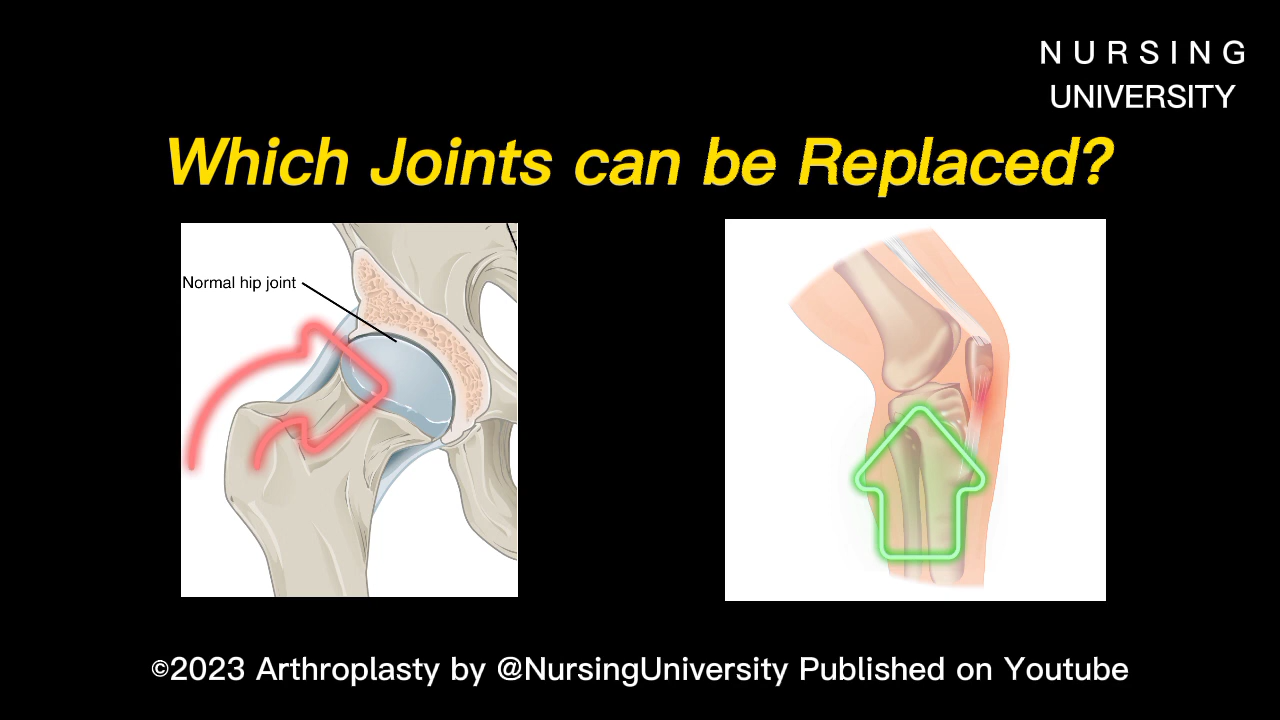 N U R S I N G
UNIVERSITY
Which Joints can be Replaced?
Normal hip joint
©2023 Arthroplasty by @NursingUniversity Published on Youtube